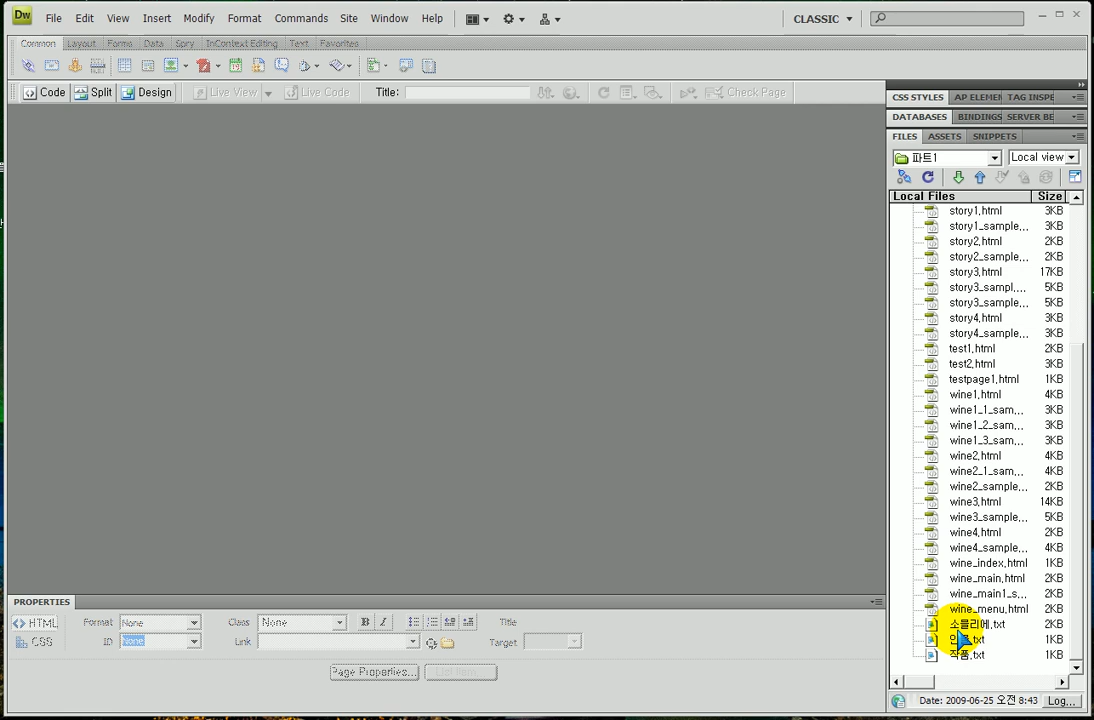 Dw File Edit View Insert Modify Format Commands Site Window Help CLASSIC
Common Layout Forms Data Spry InContext Editing Text Favorites
Code Split Design Live View Live Code Title: Check Page
CSS STYLES AP ELEMEN TAG INSPE
DATABASES BINDINGS SERVER BE
FILES ASSETS SNIPPETS
파트1 Local view
Local Files Size
story1.html 3KB
story1_sample... 3KB
story2.html 2KB
story2_sample... 2KB
story3.html 17KB
story3_sampl.... 5KB
story3_sample... 5KB
story4.html 3KB
story4_sample... 3KB
test1.html 2KB
test2.html 2KB
testpage1.html 1KB
wine1.html 4KB
wine1_1_sam... 3KB
wine1_2_sam... 3KB
wine1_3_sam... 3KB
wine2.html 4KB
wine2_1_sam... 4KB
wine2_sample... 2KB
wine3.html 14KB
wine3_sample... 5KB
wine4.html 2KB
wine4_sample... 4KB
wine_index.html 1KB
wine_main.html 2KB
wine_main1_s... 2KB
wine_menu.html 2KB
소믈리에.txt 2KB
.txt 1KB
작품.txt 1KB
Date: 2009-06-25 오전 8:43 Log...
PROPERTIES
HTML Format None Class None B I Title
CSS ID None Link Target
Page Properties... List Item...